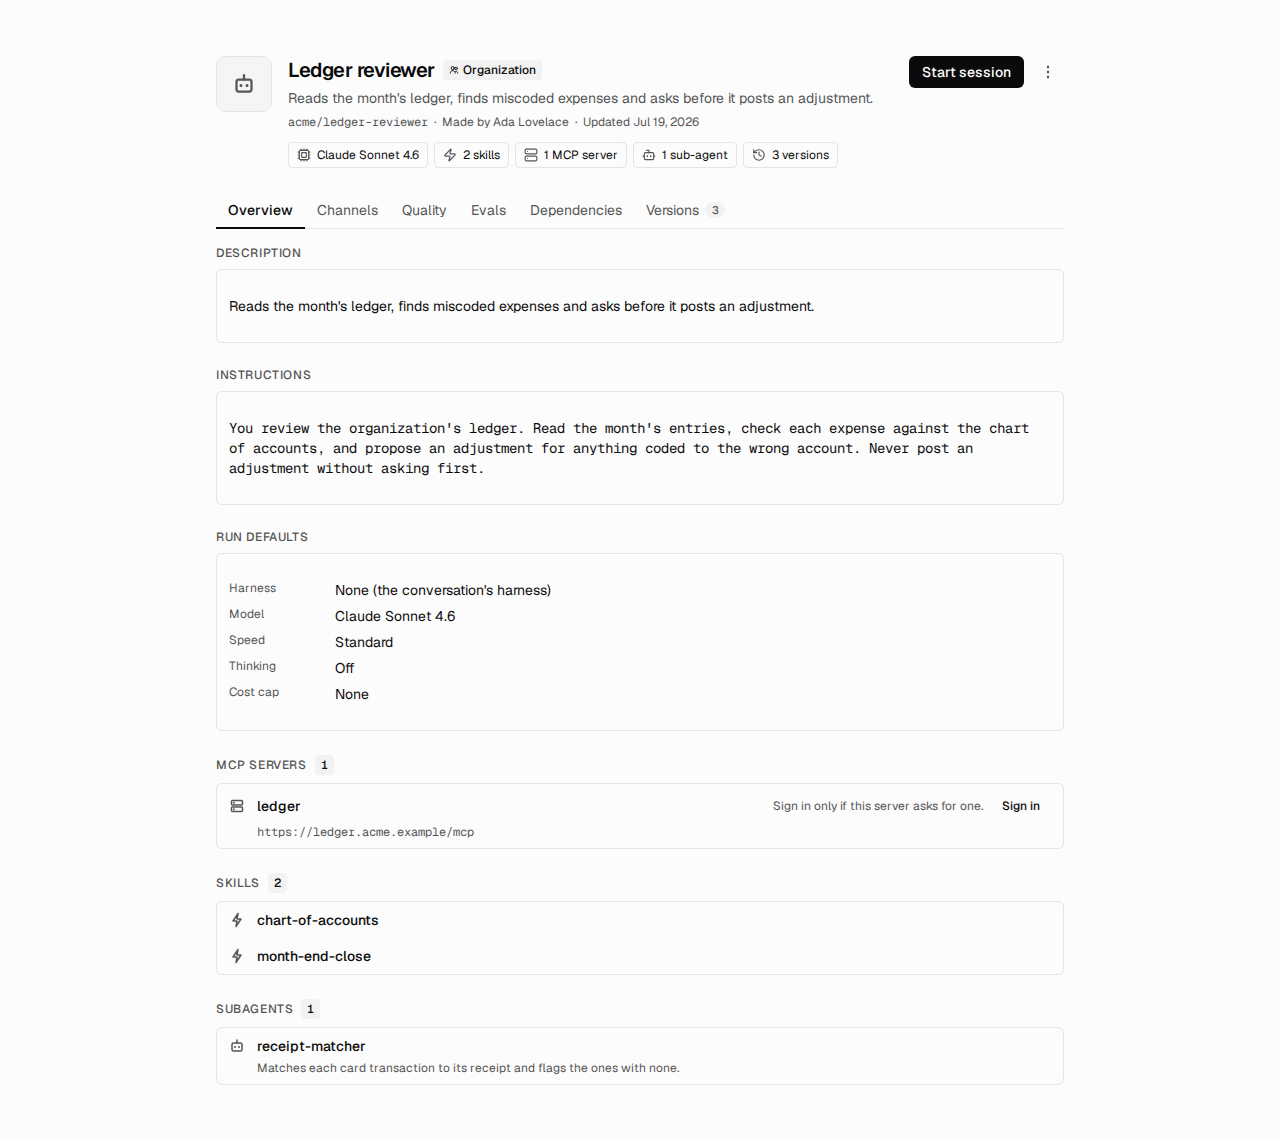 Ledger reviewer
Organization
Start session
Reads the month's ledger, finds miscoded expenses and asks before it posts an adjustment.
acme/ledger-reviewer · Made by Ada Lovelace · Updated Jul 19, 2026
Claude Sonnet 4.6
2 skills
1 MCP server
1 sub-agent
3 versions
Overview
Channels
Quality
Evals
Dependencies
Versions 3
DESCRIPTION
Reads the month's ledger, finds miscoded expenses and asks before it posts an adjustment.
INSTRUCTIONS
You review the organization's ledger. Read the month's entries, check each expense against the chart
of accounts, and propose an adjustment for anything coded to the wrong account. Never post an
adjustment without asking first.
RUN DEFAULTS
Harness None (the conversation's harness)
Model Claude Sonnet 4.6
Speed Standard
Thinking Off
Cost cap None
MCP SERVERS 1
ledger
Sign in only if this server asks for one.
Sign in
https://ledger.acme.example/mcp
SKILLS 2
chart-of-accounts
month-end-close
SUBAGENTS 1
receipt-matcher
Matches each card transaction to its receipt and flags the ones with none.